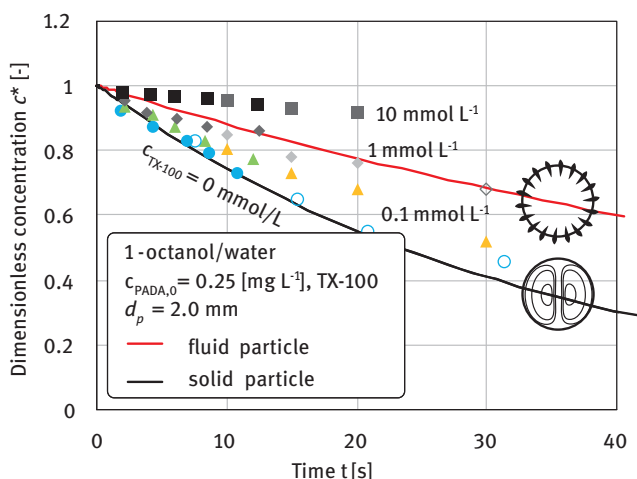 Dimensionless concentration c* [-]
1
0.8
0.6
0.4
0.2
0
10 mmol L-1
1 mmol L-1
0.1 mmol L-1
cTX-100 = 0 mmol/L
1-octanol/water
cPADA,0 = 0.25 [mg L-1], TX-100
dp = 2.0 mm
fluid particle
solid particle
0
10
20
30
40
Time t [s]